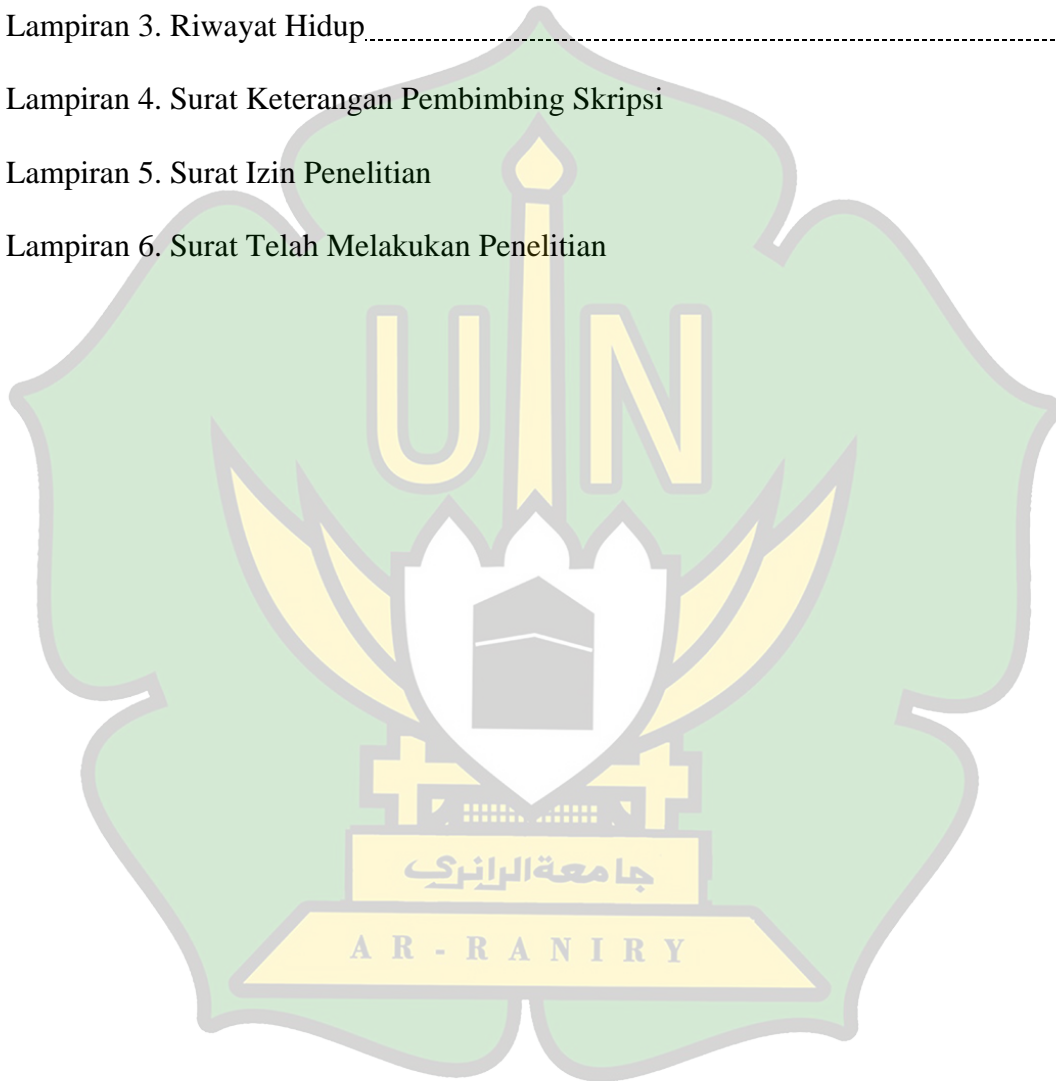 Lampiran 3. Riwayat Hidup
Lampiran 4. Surat Keterangan Pembimbing Skripsi
Lampiran 5. Surat Izin Penelitian
Lampiran 6. Surat Telah Melakukan Penelitian
UIN
جامعة الرانري
AR-RANIRY